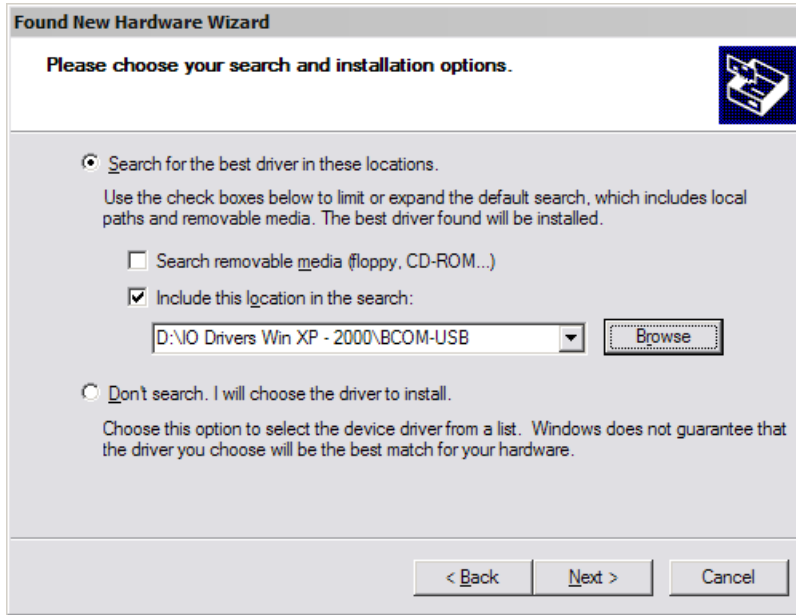 Found New Hardware Wizard
Please choose your search and installation options.
Search for the best driver in these locations.
Use the check boxes below to limit or expand the default search, which includes local
paths and removable media. The best driver found will be installed.
Search removable media (floppy, CD-ROM...)
Include this location in the search:
D:\IO Drivers Win XP - 2000\BCOM-USB
Browse
Don't search. I will choose the driver to install.
Choose this option to select the device driver from a list.  Windows does not guarantee that
the driver you choose will be the best match for your hardware.
< Back
Next >
Cancel